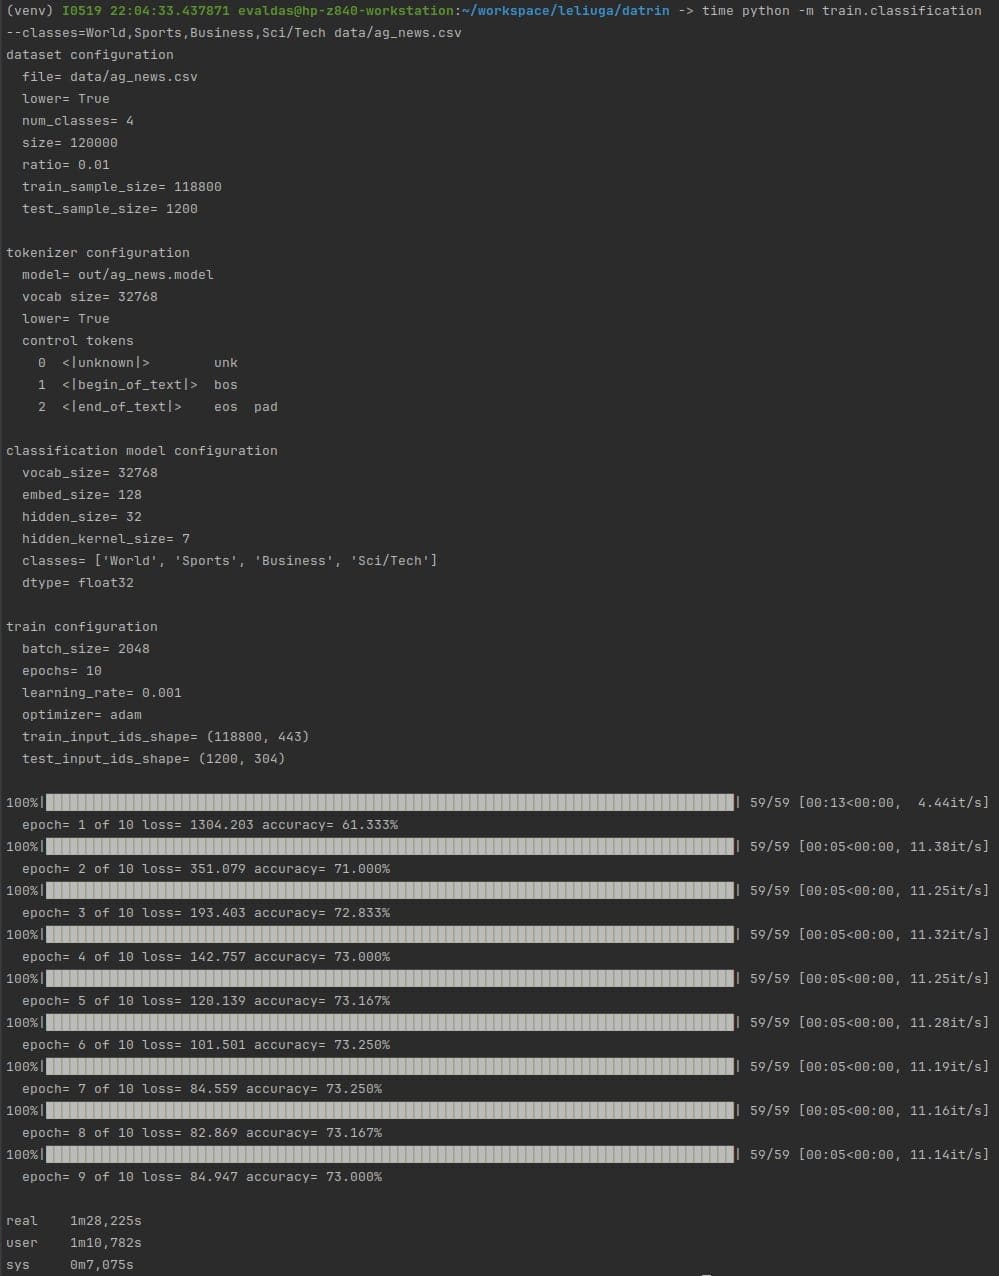 (venv) I0519 22:04:33.437871 evaldas@hp-z840-workstation:~/workspace/leliuga/datrin -> time python -m train.classification
--classes=World,Sports,Business,Sci/Tech data/ag_news.csv
dataset configuration
  file= data/ag_news.csv
  lower= True
  num_classes= 4
  size= 120000
  ratio= 0.01
  train_sample_size= 118800
  test_sample_size= 1200

tokenizer configuration
  model= out/ag_news.model
  vocab size= 32768
  lower= True
  control tokens
    0  <|unknown|>        unk
    1  <|begin_of_text|>  bos
    2  <|end_of_text|>    eos  pad

classification model configuration
  vocab_size= 32768
  embed_size= 128
  hidden_size= 32
  hidden_kernel_size= 7
  classes= ['World', 'Sports', 'Business', 'Sci/Tech']
  dtype= float32

train configuration
  batch_size= 2048
  epochs= 10
  learning_rate= 0.001
  optimizer= adam
  train_input_ids_shape= (118800, 443)
  test_input_ids_shape= (1200, 304)

100%| | 59/59 [00:13<00:00,  4.44it/s]
  epoch= 1 of 10 loss= 1304.203 accuracy= 61.333%
100%| | 59/59 [00:05<00:00, 11.38it/s]
  epoch= 2 of 10 loss= 351.079 accuracy= 71.000%
100%| | 59/59 [00:05<00:00, 11.25it/s]
  epoch= 3 of 10 loss= 193.403 accuracy= 72.833%
100%| | 59/59 [00:05<00:00, 11.32it/s]
  epoch= 4 of 10 loss= 142.757 accuracy= 73.000%
100%| | 59/59 [00:05<00:00, 11.25it/s]
  epoch= 5 of 10 loss= 120.139 accuracy= 73.167%
100%| | 59/59 [00:05<00:00, 11.28it/s]
  epoch= 6 of 10 loss= 101.501 accuracy= 73.250%
100%| | 59/59 [00:05<00:00, 11.19it/s]
  epoch= 7 of 10 loss= 84.559 accuracy= 73.250%
100%| | 59/59 [00:05<00:00, 11.16it/s]
  epoch= 8 of 10 loss= 82.869 accuracy= 73.167%
100%| | 59/59 [00:05<00:00, 11.14it/s]
  epoch= 9 of 10 loss= 84.947 accuracy= 73.000%

real    1m28,225s
user    1m10,782s
sys     0m7,075s